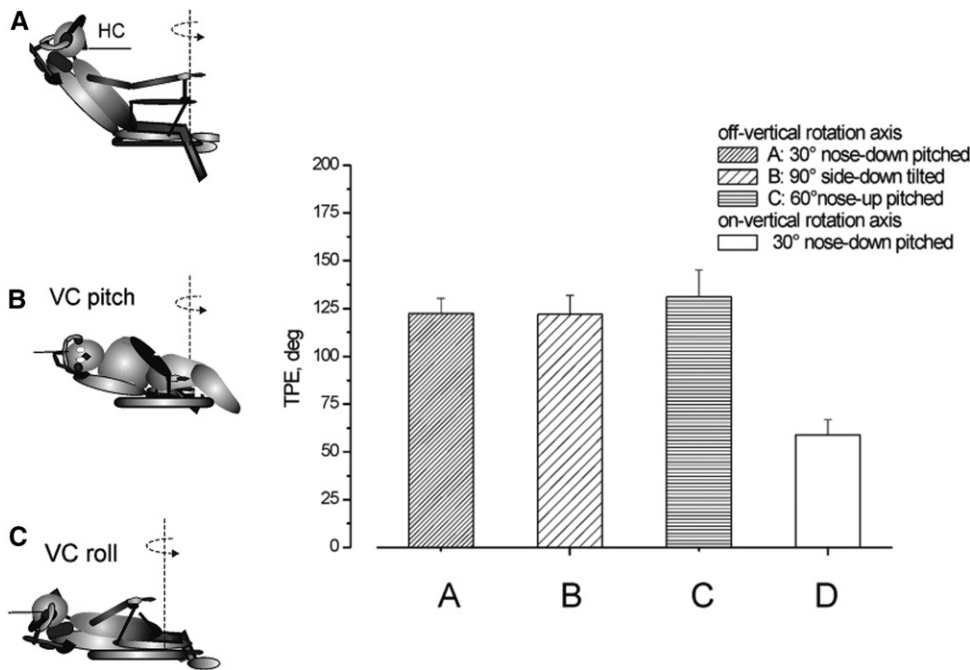 A
HC
B
VC pitch
C
VC roll
off-vertical rotation axis
A: 30° nose-down pitched
B: 90° side-down tilted
C: 60°nose-up pitched
on-vertical rotation axis
30° nose-down pitched
TPE, deg
200
175
150
125
100
75
50
25
0
A B C D